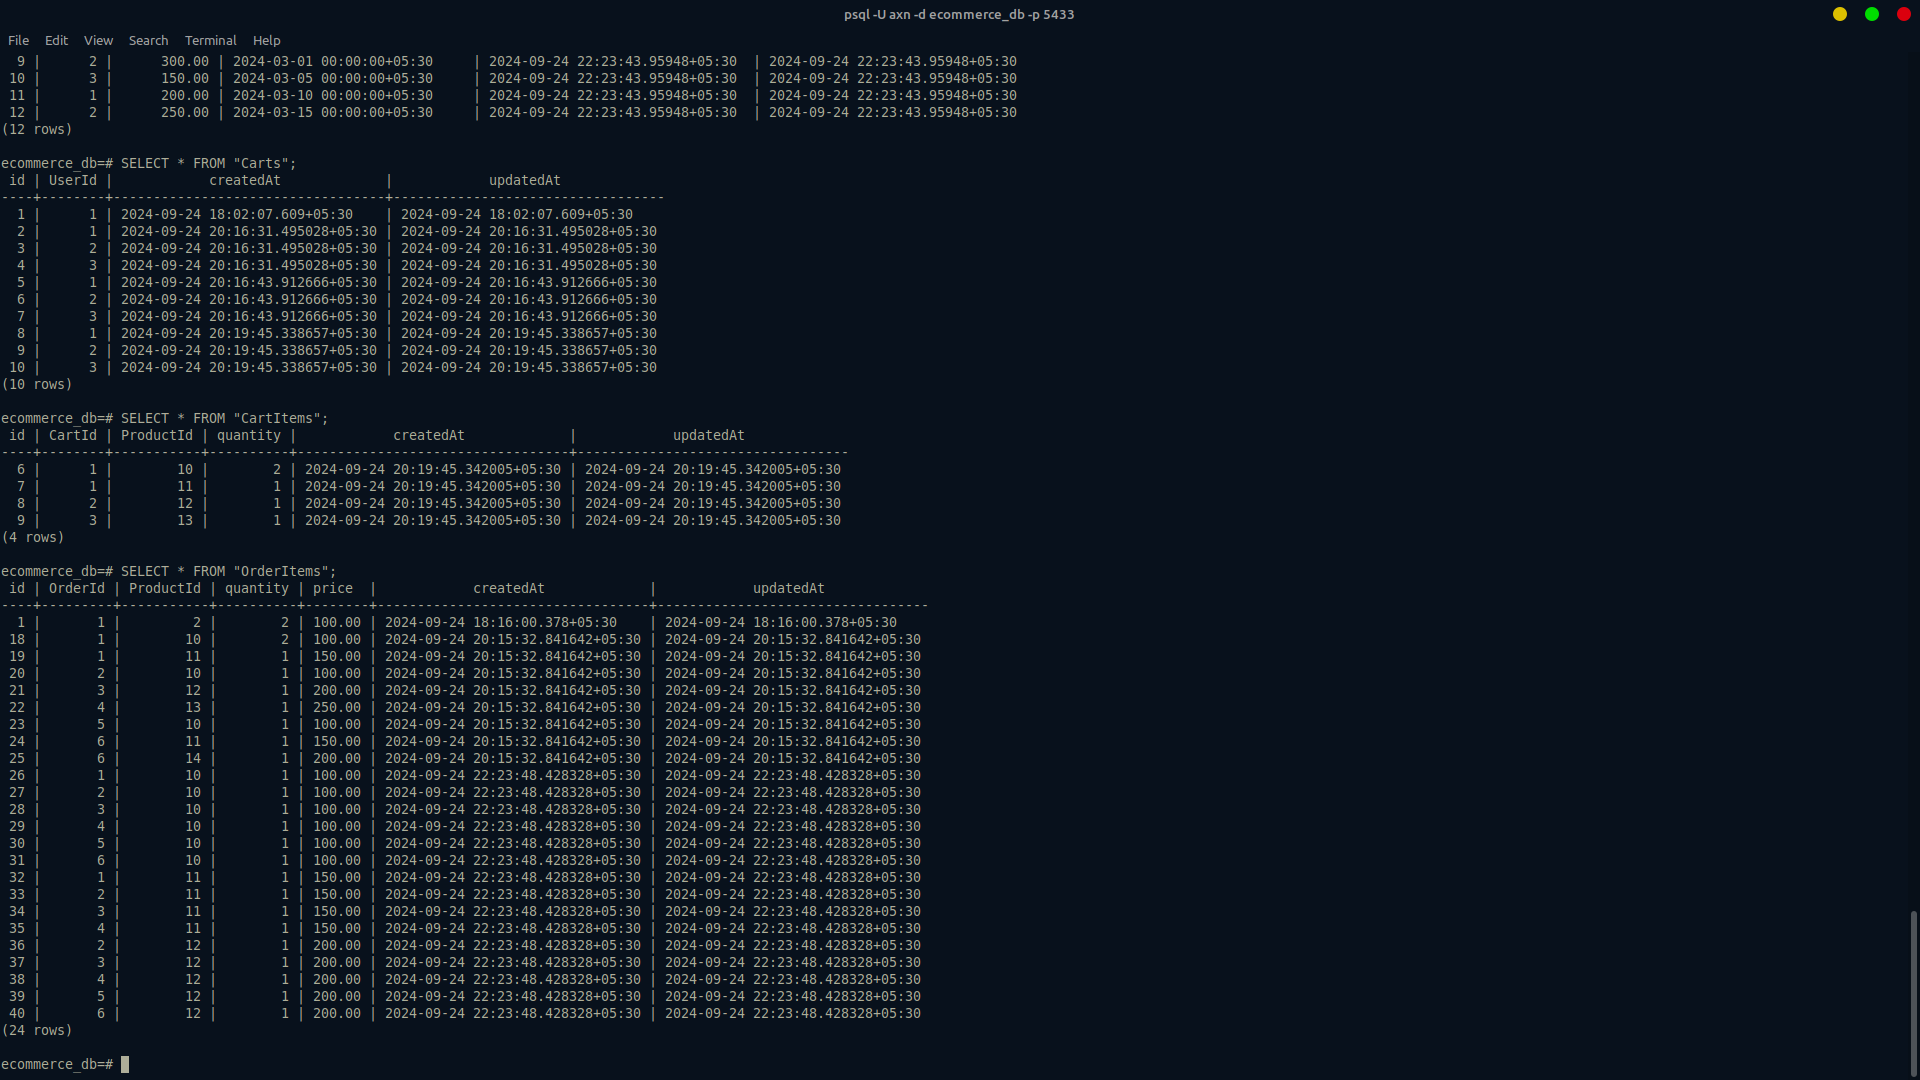 psql -U axn -d ecommerce_db -p 5433
File Edit View Search Terminal Help
  9 |      2 |      300.00 | 2024-03-01 00:00:00+05:30     | 2024-09-24 22:23:43.95948+05:30  | 2024-09-24 22:23:43.95948+05:30
 10 |      3 |      150.00 | 2024-03-05 00:00:00+05:30     | 2024-09-24 22:23:43.95948+05:30  | 2024-09-24 22:23:43.95948+05:30
 11 |      1 |      200.00 | 2024-03-10 00:00:00+05:30     | 2024-09-24 22:23:43.95948+05:30  | 2024-09-24 22:23:43.95948+05:30
 12 |      2 |      250.00 | 2024-03-15 00:00:00+05:30     | 2024-09-24 22:23:43.95948+05:30  | 2024-09-24 22:23:43.95948+05:30
(12 rows)

ecommerce_db=# SELECT * FROM "Carts";
 id | UserId |            createdAt             |            updatedAt
----+--------+----------------------------------+----------------------------------
  1 |      1 | 2024-09-24 18:02:07.609+05:30    | 2024-09-24 18:02:07.609+05:30
  2 |      1 | 2024-09-24 20:16:31.495028+05:30 | 2024-09-24 20:16:31.495028+05:30
  3 |      2 | 2024-09-24 20:16:31.495028+05:30 | 2024-09-24 20:16:31.495028+05:30
  4 |      3 | 2024-09-24 20:16:31.495028+05:30 | 2024-09-24 20:16:31.495028+05:30
  5 |      1 | 2024-09-24 20:16:43.912666+05:30 | 2024-09-24 20:16:43.912666+05:30
  6 |      2 | 2024-09-24 20:16:43.912666+05:30 | 2024-09-24 20:16:43.912666+05:30
  7 |      3 | 2024-09-24 20:16:43.912666+05:30 | 2024-09-24 20:16:43.912666+05:30
  8 |      1 | 2024-09-24 20:19:45.338657+05:30 | 2024-09-24 20:19:45.338657+05:30
  9 |      2 | 2024-09-24 20:19:45.338657+05:30 | 2024-09-24 20:19:45.338657+05:30
 10 |      3 | 2024-09-24 20:19:45.338657+05:30 | 2024-09-24 20:19:45.338657+05:30
(10 rows)

ecommerce_db=# SELECT * FROM "CartItems";
 id | CartId | ProductId | quantity |            createdAt             |            updatedAt
----+--------+-----------+----------+----------------------------------+----------------------------------
  6 |      1 |        10 |        2 | 2024-09-24 20:19:45.342005+05:30 | 2024-09-24 20:19:45.342005+05:30
  7 |      1 |        11 |        1 | 2024-09-24 20:19:45.342005+05:30 | 2024-09-24 20:19:45.342005+05:30
  8 |      2 |        12 |        1 | 2024-09-24 20:19:45.342005+05:30 | 2024-09-24 20:19:45.342005+05:30
  9 |      3 |        13 |        1 | 2024-09-24 20:19:45.342005+05:30 | 2024-09-24 20:19:45.342005+05:30
(4 rows)

ecommerce_db=# SELECT * FROM "OrderItems";
 id | OrderId | ProductId | quantity | price  |            createdAt             |            updatedAt
----+---------+-----------+----------+--------+----------------------------------+----------------------------------
  1 |       1 |         2 |        2 | 100.00 | 2024-09-24 18:16:00.378+05:30    | 2024-09-24 18:16:00.378+05:30
 18 |       1 |        10 |        2 | 100.00 | 2024-09-24 20:15:32.841642+05:30 | 2024-09-24 20:15:32.841642+05:30
 19 |       1 |        11 |        1 | 150.00 | 2024-09-24 20:15:32.841642+05:30 | 2024-09-24 20:15:32.841642+05:30
 20 |       2 |        10 |        1 | 100.00 | 2024-09-24 20:15:32.841642+05:30 | 2024-09-24 20:15:32.841642+05:30
 21 |       3 |        12 |        1 | 200.00 | 2024-09-24 20:15:32.841642+05:30 | 2024-09-24 20:15:32.841642+05:30
 22 |       4 |        13 |        1 | 250.00 | 2024-09-24 20:15:32.841642+05:30 | 2024-09-24 20:15:32.841642+05:30
 23 |       5 |        10 |        1 | 100.00 | 2024-09-24 20:15:32.841642+05:30 | 2024-09-24 20:15:32.841642+05:30
 24 |       6 |        11 |        1 | 150.00 | 2024-09-24 20:15:32.841642+05:30 | 2024-09-24 20:15:32.841642+05:30
 25 |       6 |        14 |        1 | 200.00 | 2024-09-24 20:15:32.841642+05:30 | 2024-09-24 20:15:32.841642+05:30
 26 |       1 |        10 |        1 | 100.00 | 2024-09-24 22:23:48.428328+05:30 | 2024-09-24 22:23:48.428328+05:30
 27 |       2 |        10 |        1 | 100.00 | 2024-09-24 22:23:48.428328+05:30 | 2024-09-24 22:23:48.428328+05:30
 28 |       3 |        10 |        1 | 100.00 | 2024-09-24 22:23:48.428328+05:30 | 2024-09-24 22:23:48.428328+05:30
 29 |       4 |        10 |        1 | 100.00 | 2024-09-24 22:23:48.428328+05:30 | 2024-09-24 22:23:48.428328+05:30
 30 |       5 |        10 |        1 | 100.00 | 2024-09-24 22:23:48.428328+05:30 | 2024-09-24 22:23:48.428328+05:30
 31 |       6 |        10 |        1 | 100.00 | 2024-09-24 22:23:48.428328+05:30 | 2024-09-24 22:23:48.428328+05:30
 32 |       1 |        11 |        1 | 150.00 | 2024-09-24 22:23:48.428328+05:30 | 2024-09-24 22:23:48.428328+05:30
 33 |       2 |        11 |        1 | 150.00 | 2024-09-24 22:23:48.428328+05:30 | 2024-09-24 22:23:48.428328+05:30
 34 |       3 |        11 |        1 | 150.00 | 2024-09-24 22:23:48.428328+05:30 | 2024-09-24 22:23:48.428328+05:30
 35 |       4 |        11 |        1 | 150.00 | 2024-09-24 22:23:48.428328+05:30 | 2024-09-24 22:23:48.428328+05:30
 36 |       2 |        12 |        1 | 200.00 | 2024-09-24 22:23:48.428328+05:30 | 2024-09-24 22:23:48.428328+05:30
 37 |       3 |        12 |        1 | 200.00 | 2024-09-24 22:23:48.428328+05:30 | 2024-09-24 22:23:48.428328+05:30
 38 |       4 |        12 |        1 | 200.00 | 2024-09-24 22:23:48.428328+05:30 | 2024-09-24 22:23:48.428328+05:30
 39 |       5 |        12 |        1 | 200.00 | 2024-09-24 22:23:48.428328+05:30 | 2024-09-24 22:23:48.428328+05:30
 40 |       6 |        12 |        1 | 200.00 | 2024-09-24 22:23:48.428328+05:30 | 2024-09-24 22:23:48.428328+05:30
(24 rows)

ecommerce_db=#